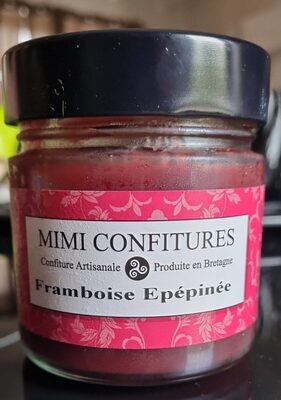 MIMI CONFITURES
Confiture Artisanale Produite en Bretagne
Framboise Epépinée